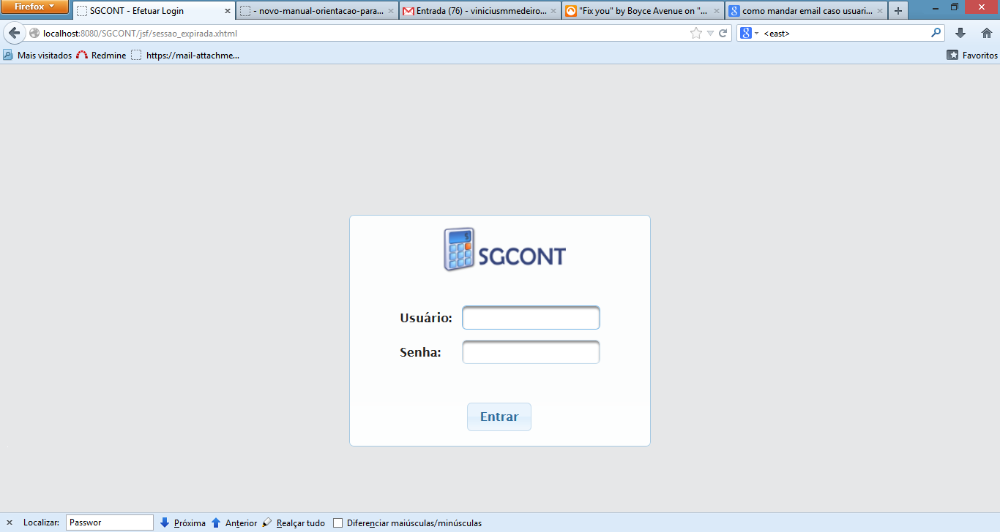 Firefox
SGCONT - Efetuar Login
- novo-manual-orientacao-para...
Entrada (76) - viniciusmmedeiro...
"Fix you" by Boyce Avenue on "...
como mandar email caso usuari...
localhost:8080/SGCONT/jsf/sessao_expirada.xhtml
<east>
Mais visitados
Redmine
https://mail-attachme...
Favoritos
SGCONT
Usuário:
Senha:
Entrar
Localizar:
Passwor
Próxima
Anterior
Realçar tudo
Diferenciar maiúsculas/minúsculas